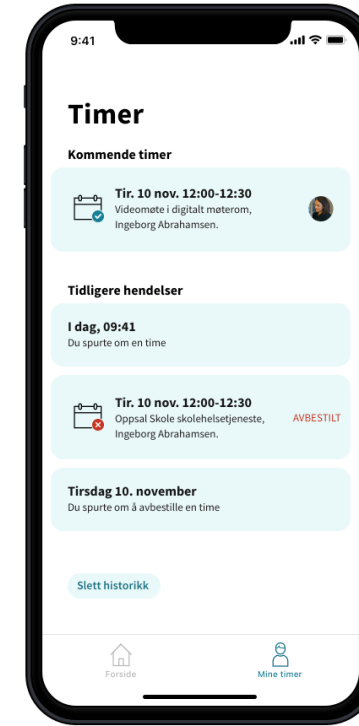 9:41
Timer
Kommende timer
Tir. 10 nov. 12:00-12:30
Videomøte i digitalt møterom,
Ingeborg Abrahamsen.
Tidligere hendelser
I dag, 09:41
Du spurte om en time
Tir. 10 nov. 12:00-12:30
Oppsal Skole skolehelsetjeneste,
Ingeborg Abrahamsen.
AVBESTILT
Tirsdag 10. november
Du spurte om å avbestille en time
Slett historikk
Forside
Mine timer